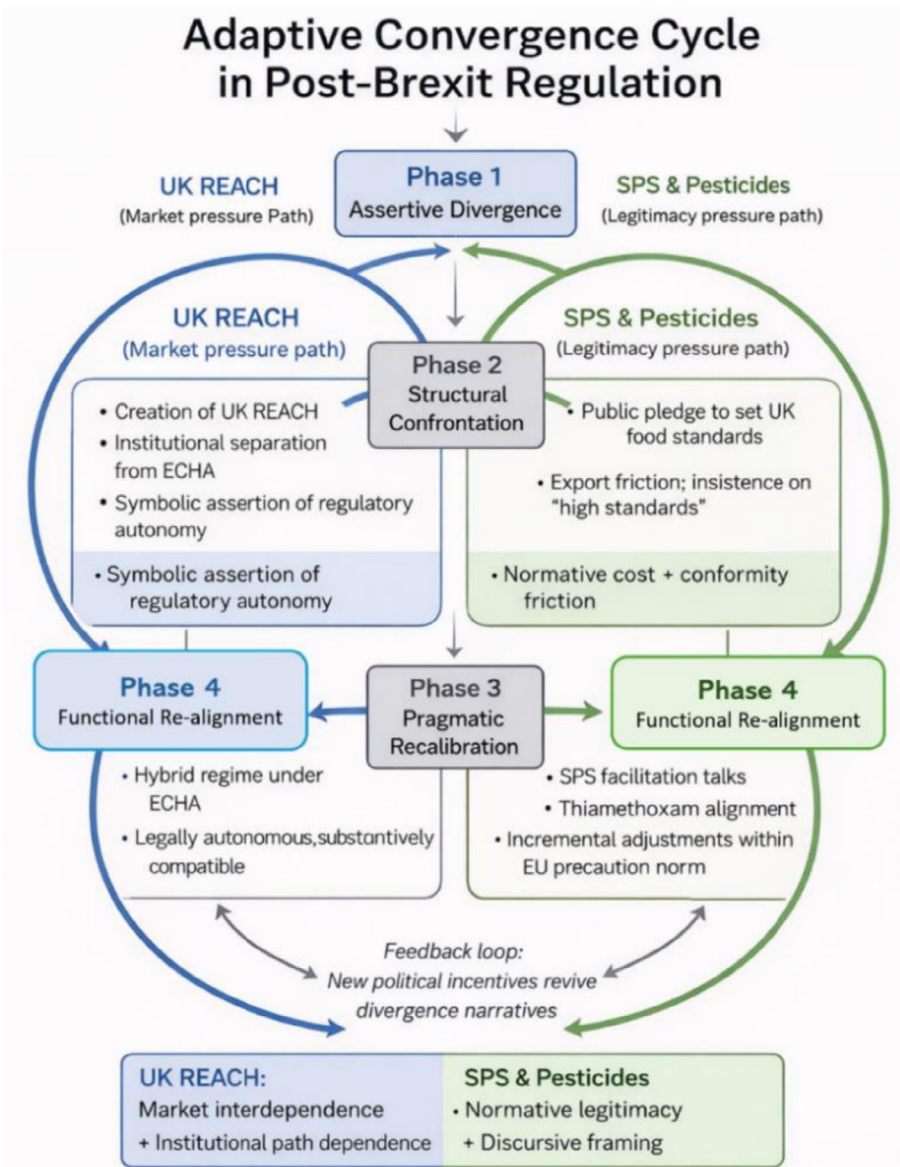 Adaptive Convergence Cycle
in Post-Brexit Regulation
UK REACH
(Market pressure Path)
Phase 1
Assertive Divergence
SPS & Pesticides
(Legitimacy pressure path)
UK REACH
(Market pressure path)
SPS & Pesticides
(Legitimacy pressure path)
Phase 2
Structural
Confrontation
• Creation of UK REACH
• Institutional separation
from ECHA
• Symbolic assertion of regulatory
autonomy
• Symbolic assertion of
regulatory autonomy
• Public pledge to set UK
food standards
• Export friction; insistence on
"high standards"
• Normative cost + conformity
friction
Phase 4
Functional Re-alignment
Phase 3
Pragmatic
Recalibration
Phase 4
Functional Re-alignment
• Hybrid regime under
ECHA
• Legally autonomous,substantively
compatible
• SPS facilitation talks
• Thiamethoxam alignment
• Incremental adjustments within
EU precaution norm
Feedback loop:
New political incentives revive
divergence narratives
UK REACH:
Market interdependence
+ Institutional path dependence
SPS & Pesticides
• Normative legitimacy
+ Discursive framing